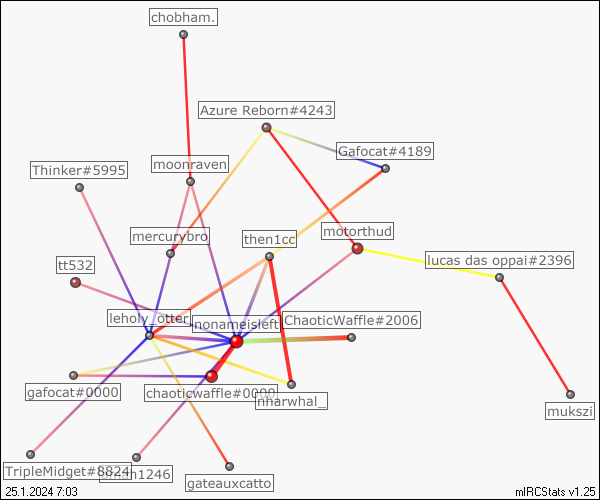 chobham.
Azure Reborn#4243
Gafocat#4189
moonraven
Thinker#5995
mercurybro
then1cc
motorthud
lucas das oppai#2396
tt532
leholy_otter
nonameisleft
ChaoticWaffle#2006
gafocat#0000
chaoticwaffle#0000
nharwhal_
mukszi
TripleMidget#8824
gateauxcatto
25.1.2024 7:03
mIRCStats v1.25